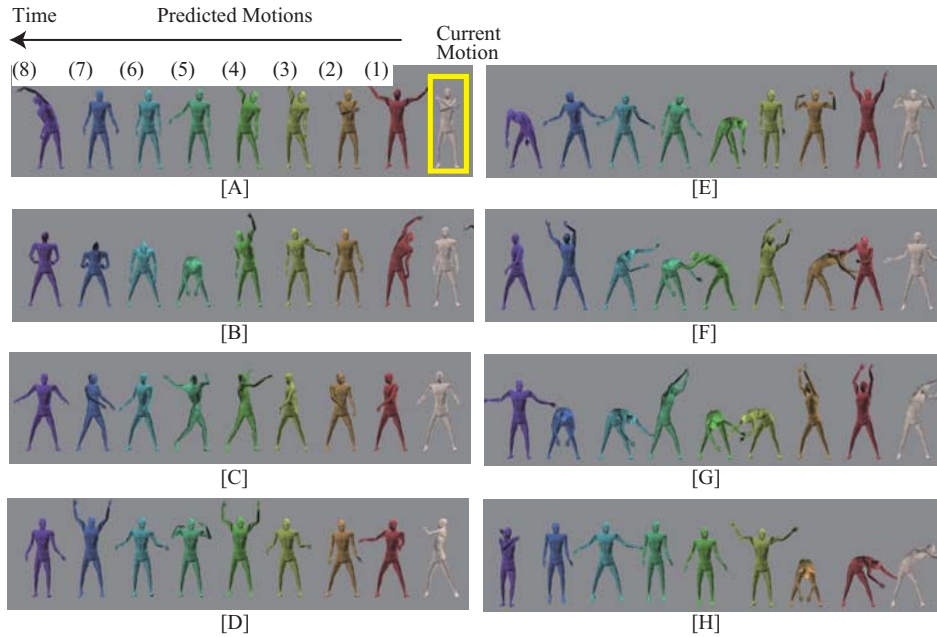 Time Predicted Motions
Current
Motion
(8) (7) (6) (5) (4) (3) (2) (1)
[A] [E]
[B] [F]
[C] [G]
[D] [H]